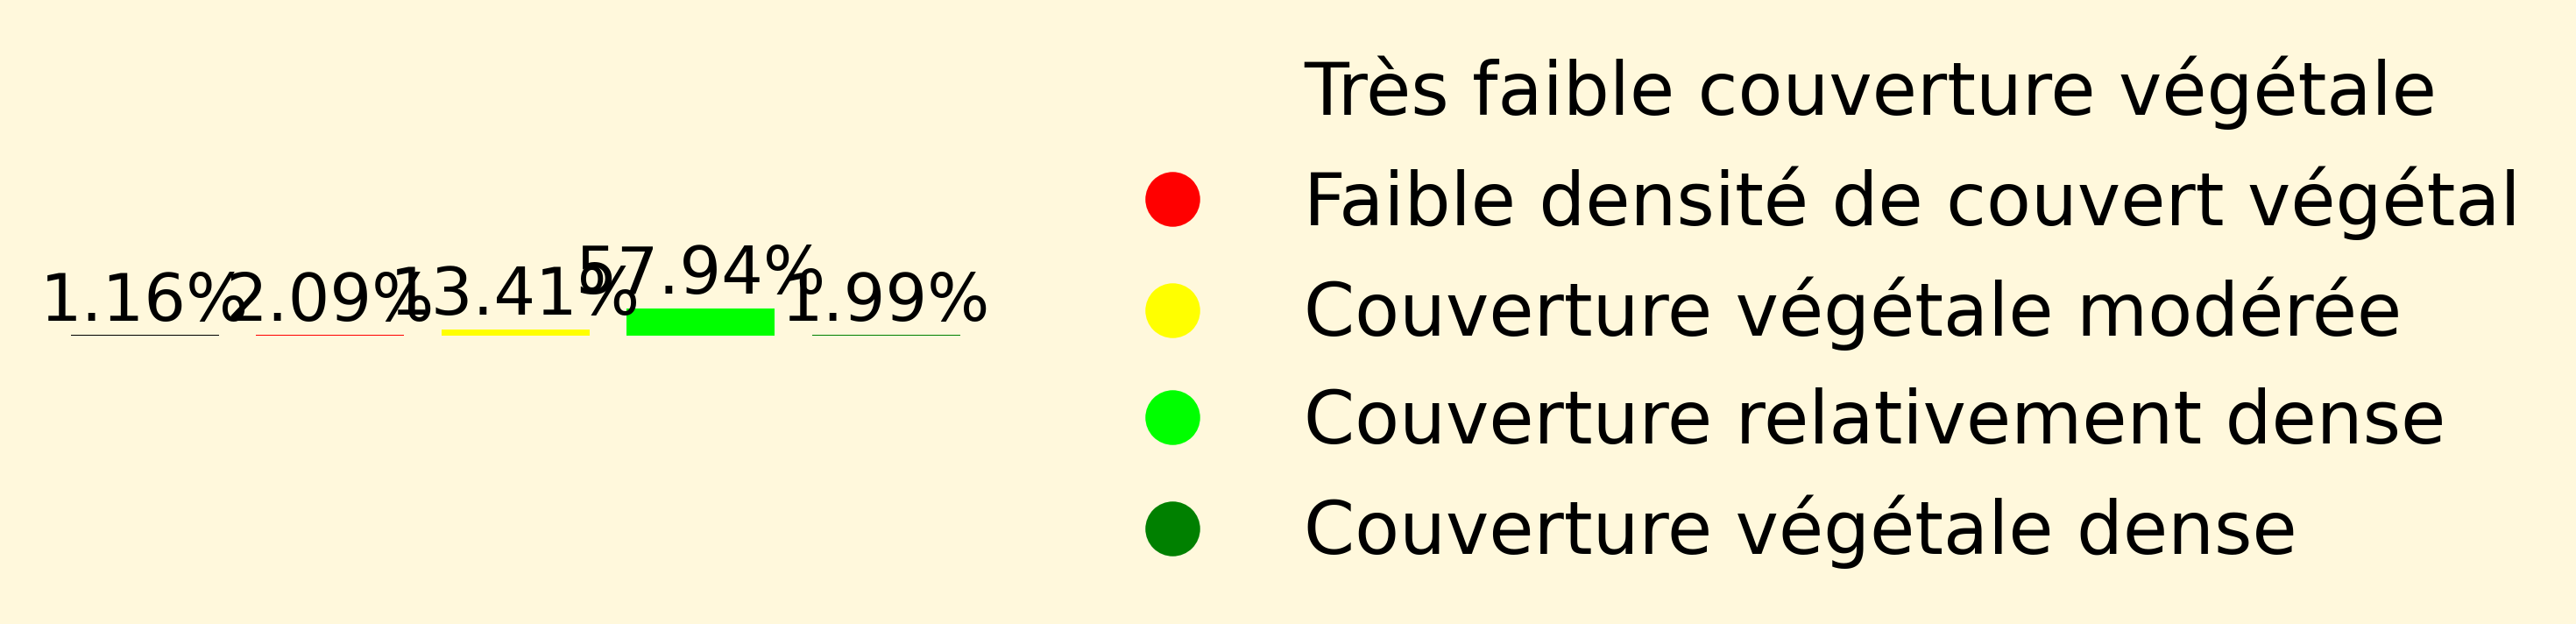 1.16%
2.09%
13.41%
57.94%
1.99%
Très faible couverture végétale
Faible densité de couvert végétal
Couverture végétale modérée
Couverture relativement dense
Couverture végétale dense